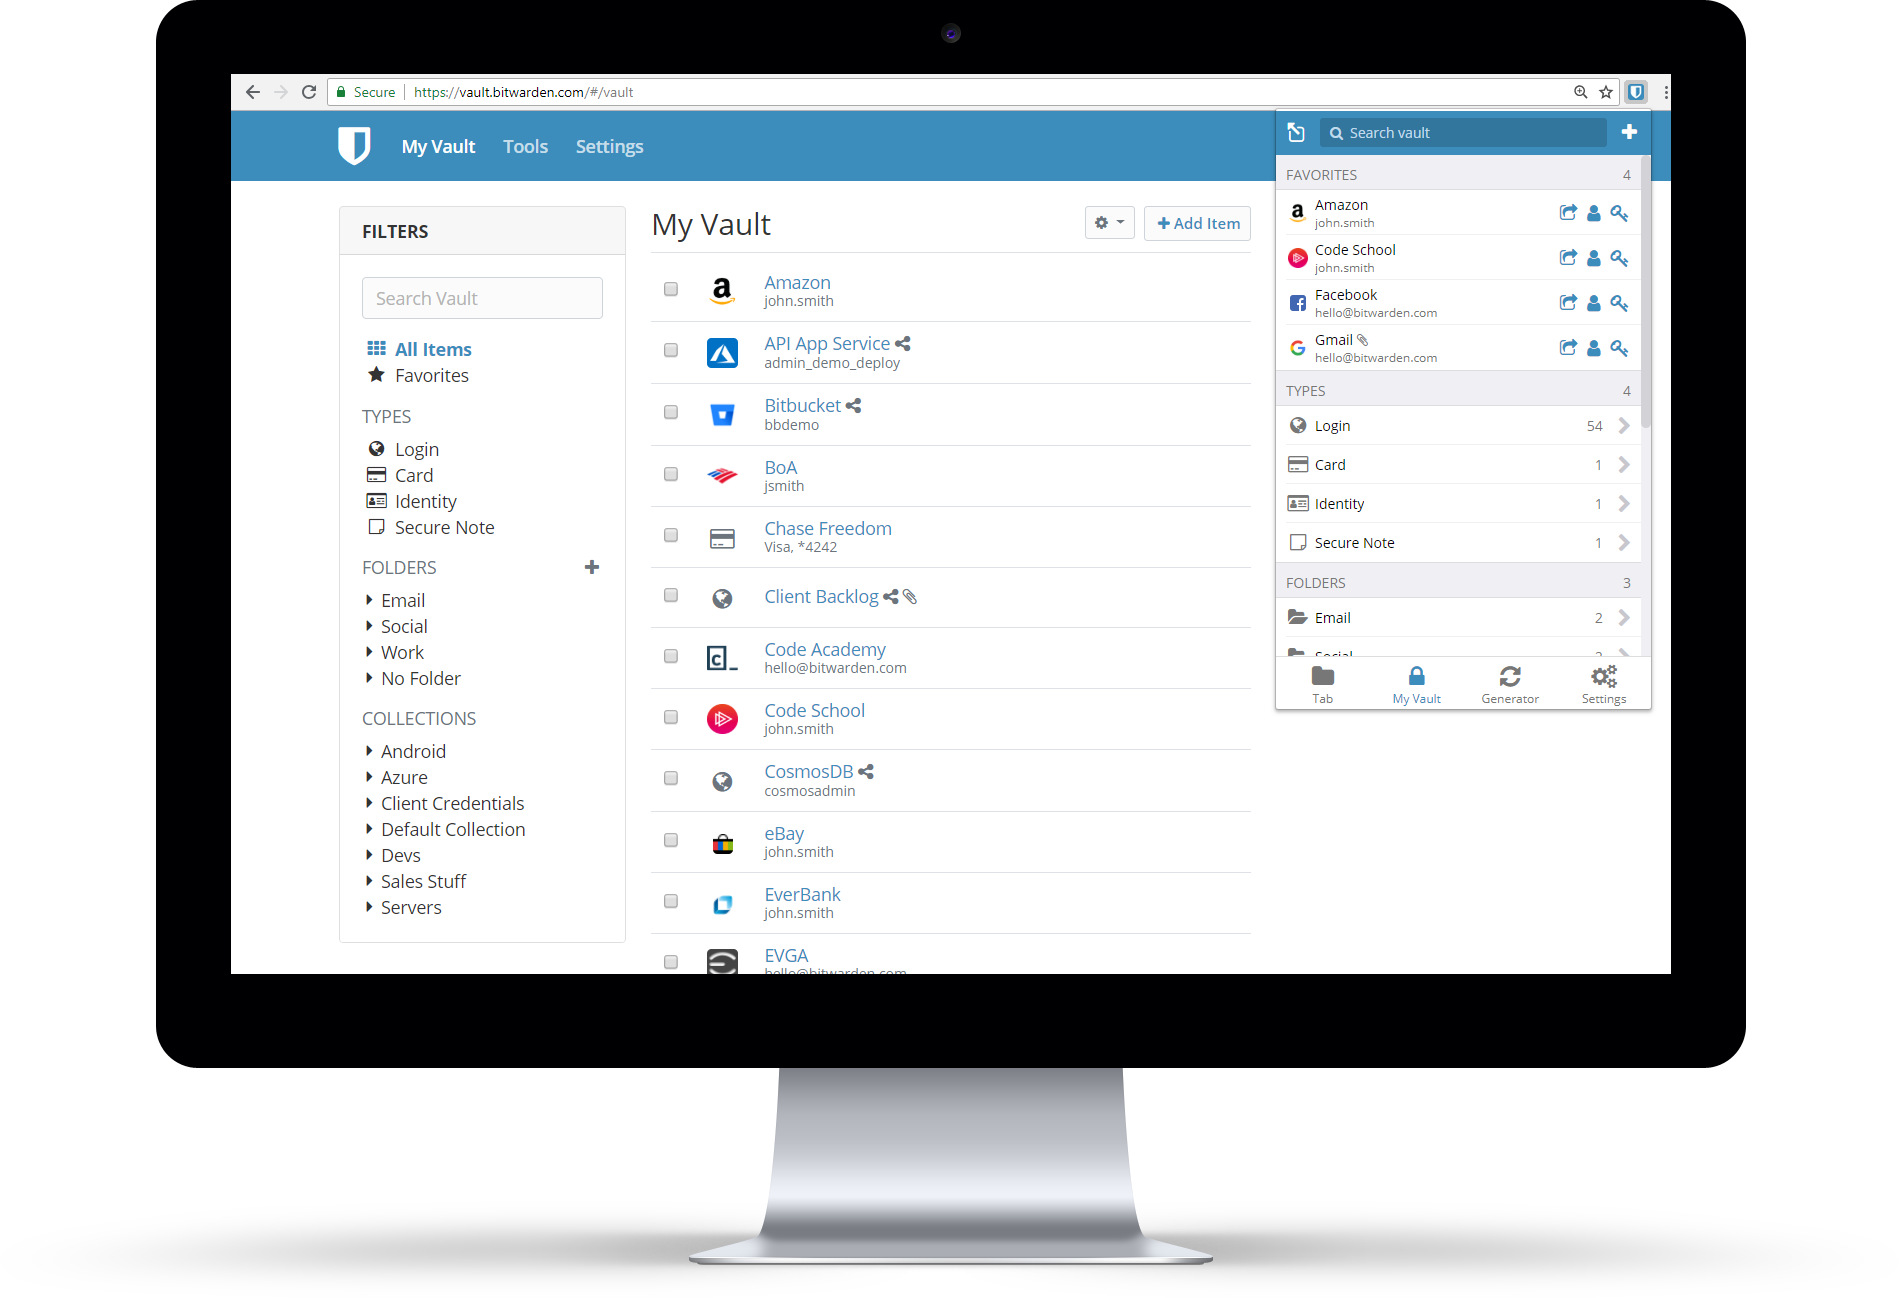 Secure https://vault.bitwarden.com/#/vault
My Vault Tools Settings
FILTERS
Search Vault
All Items
Favorites
TYPES
Login
Card
Identity
Secure Note
FOLDERS
Email
Social
Work
No Folder
COLLECTIONS
Android
Azure
Client Credentials
Default Collection
Devs
Sales Stuff
Servers
My Vault
Add Item
Amazon
john.smith
API App Service
admin_demo_deploy
Bitbucket
bbdemo
BoA
jsmith
Chase Freedom
Visa, *4242
Client Backlog
Code Academy
hello@bitwarden.com
Code School
john.smith
CosmosDB
cosmosadmin
eBay
john.smith
EverBank
john.smith
EVGA
hello@bitwarden.com
Search vault
FAVORITES 4
Amazon
john.smith
Code School
john.smith
Facebook
hello@bitwarden.com
Gmail
hello@bitwarden.com
TYPES 4
Login 54
Card 1
Identity 1
Secure Note 1
FOLDERS 3
Email 2
Social 2
Tab My Vault Generator Settings